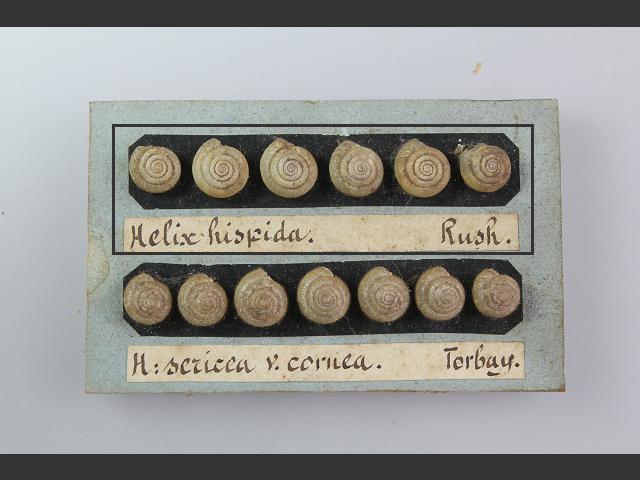 Helix hispida. Rush.
H: sericea v. cornea. Torbay.